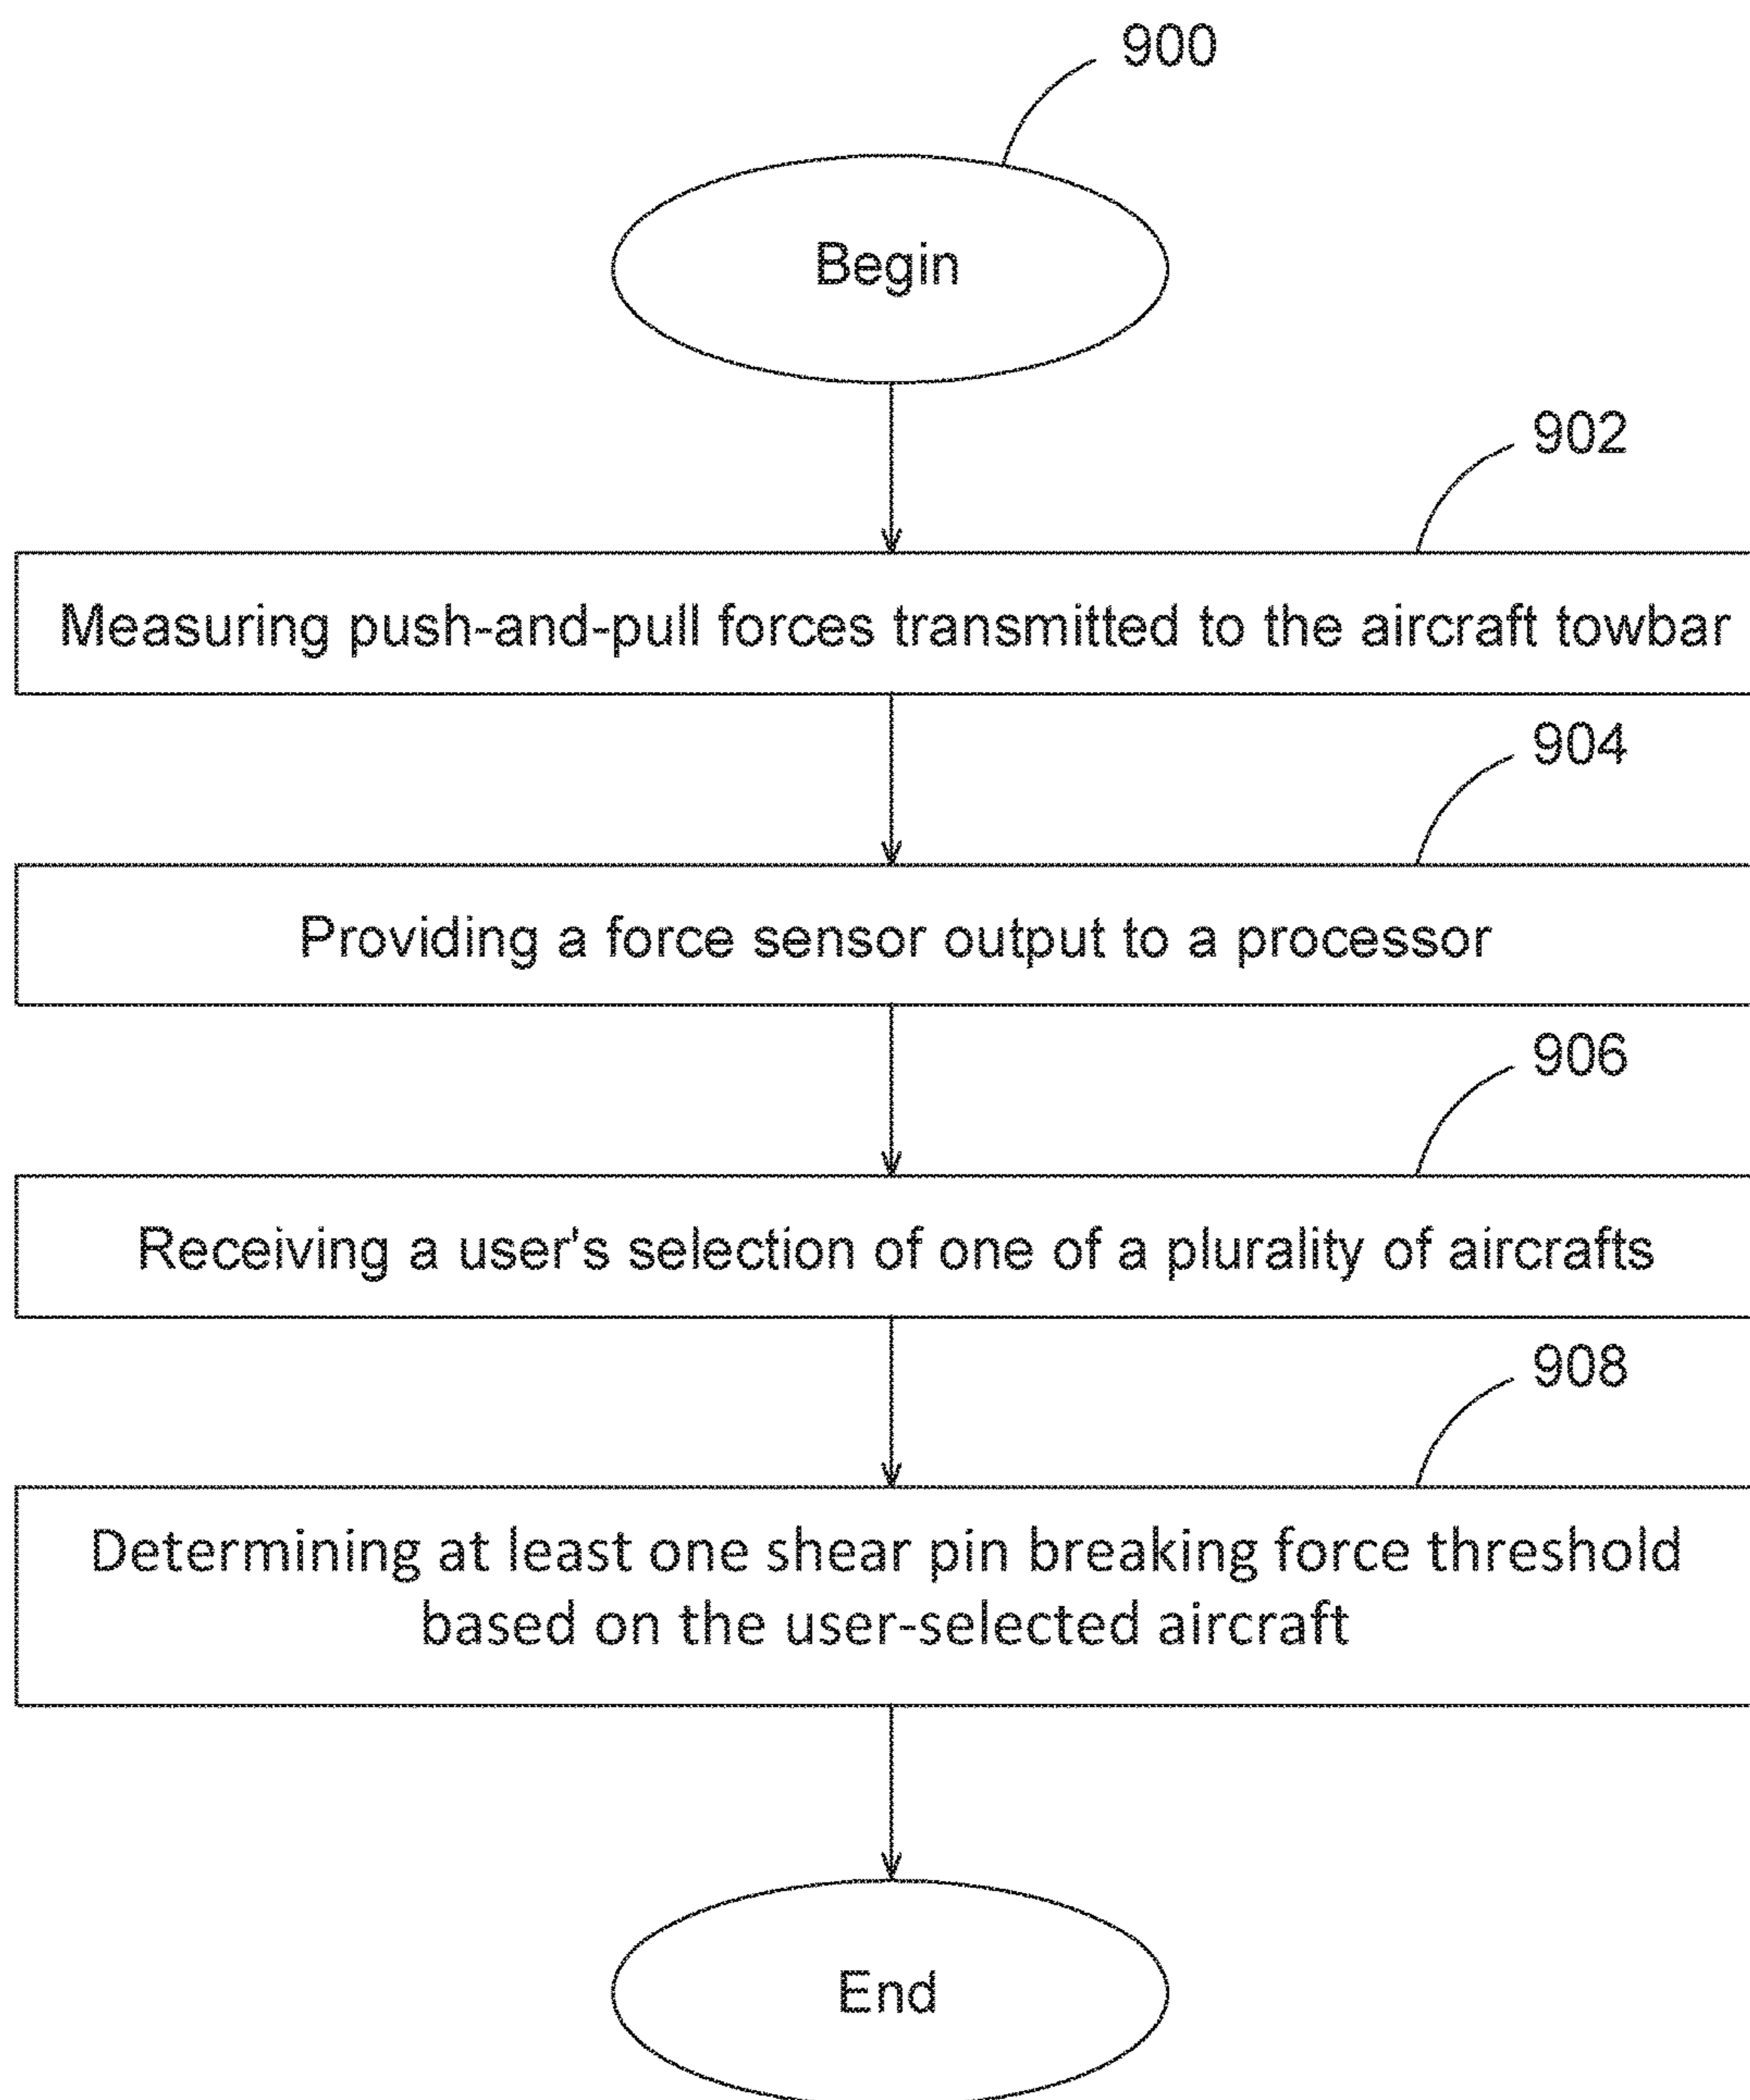 900
Begin
902
Measuring push-and-pull forces transmitted to the aircraft towbar
904
Providing a force sensor output to a processor
906
Receiving a user's selection of one of a plurality of aircrafts
908
Determining at least one shear pin breaking force threshold
based on the user-selected aircraft
End